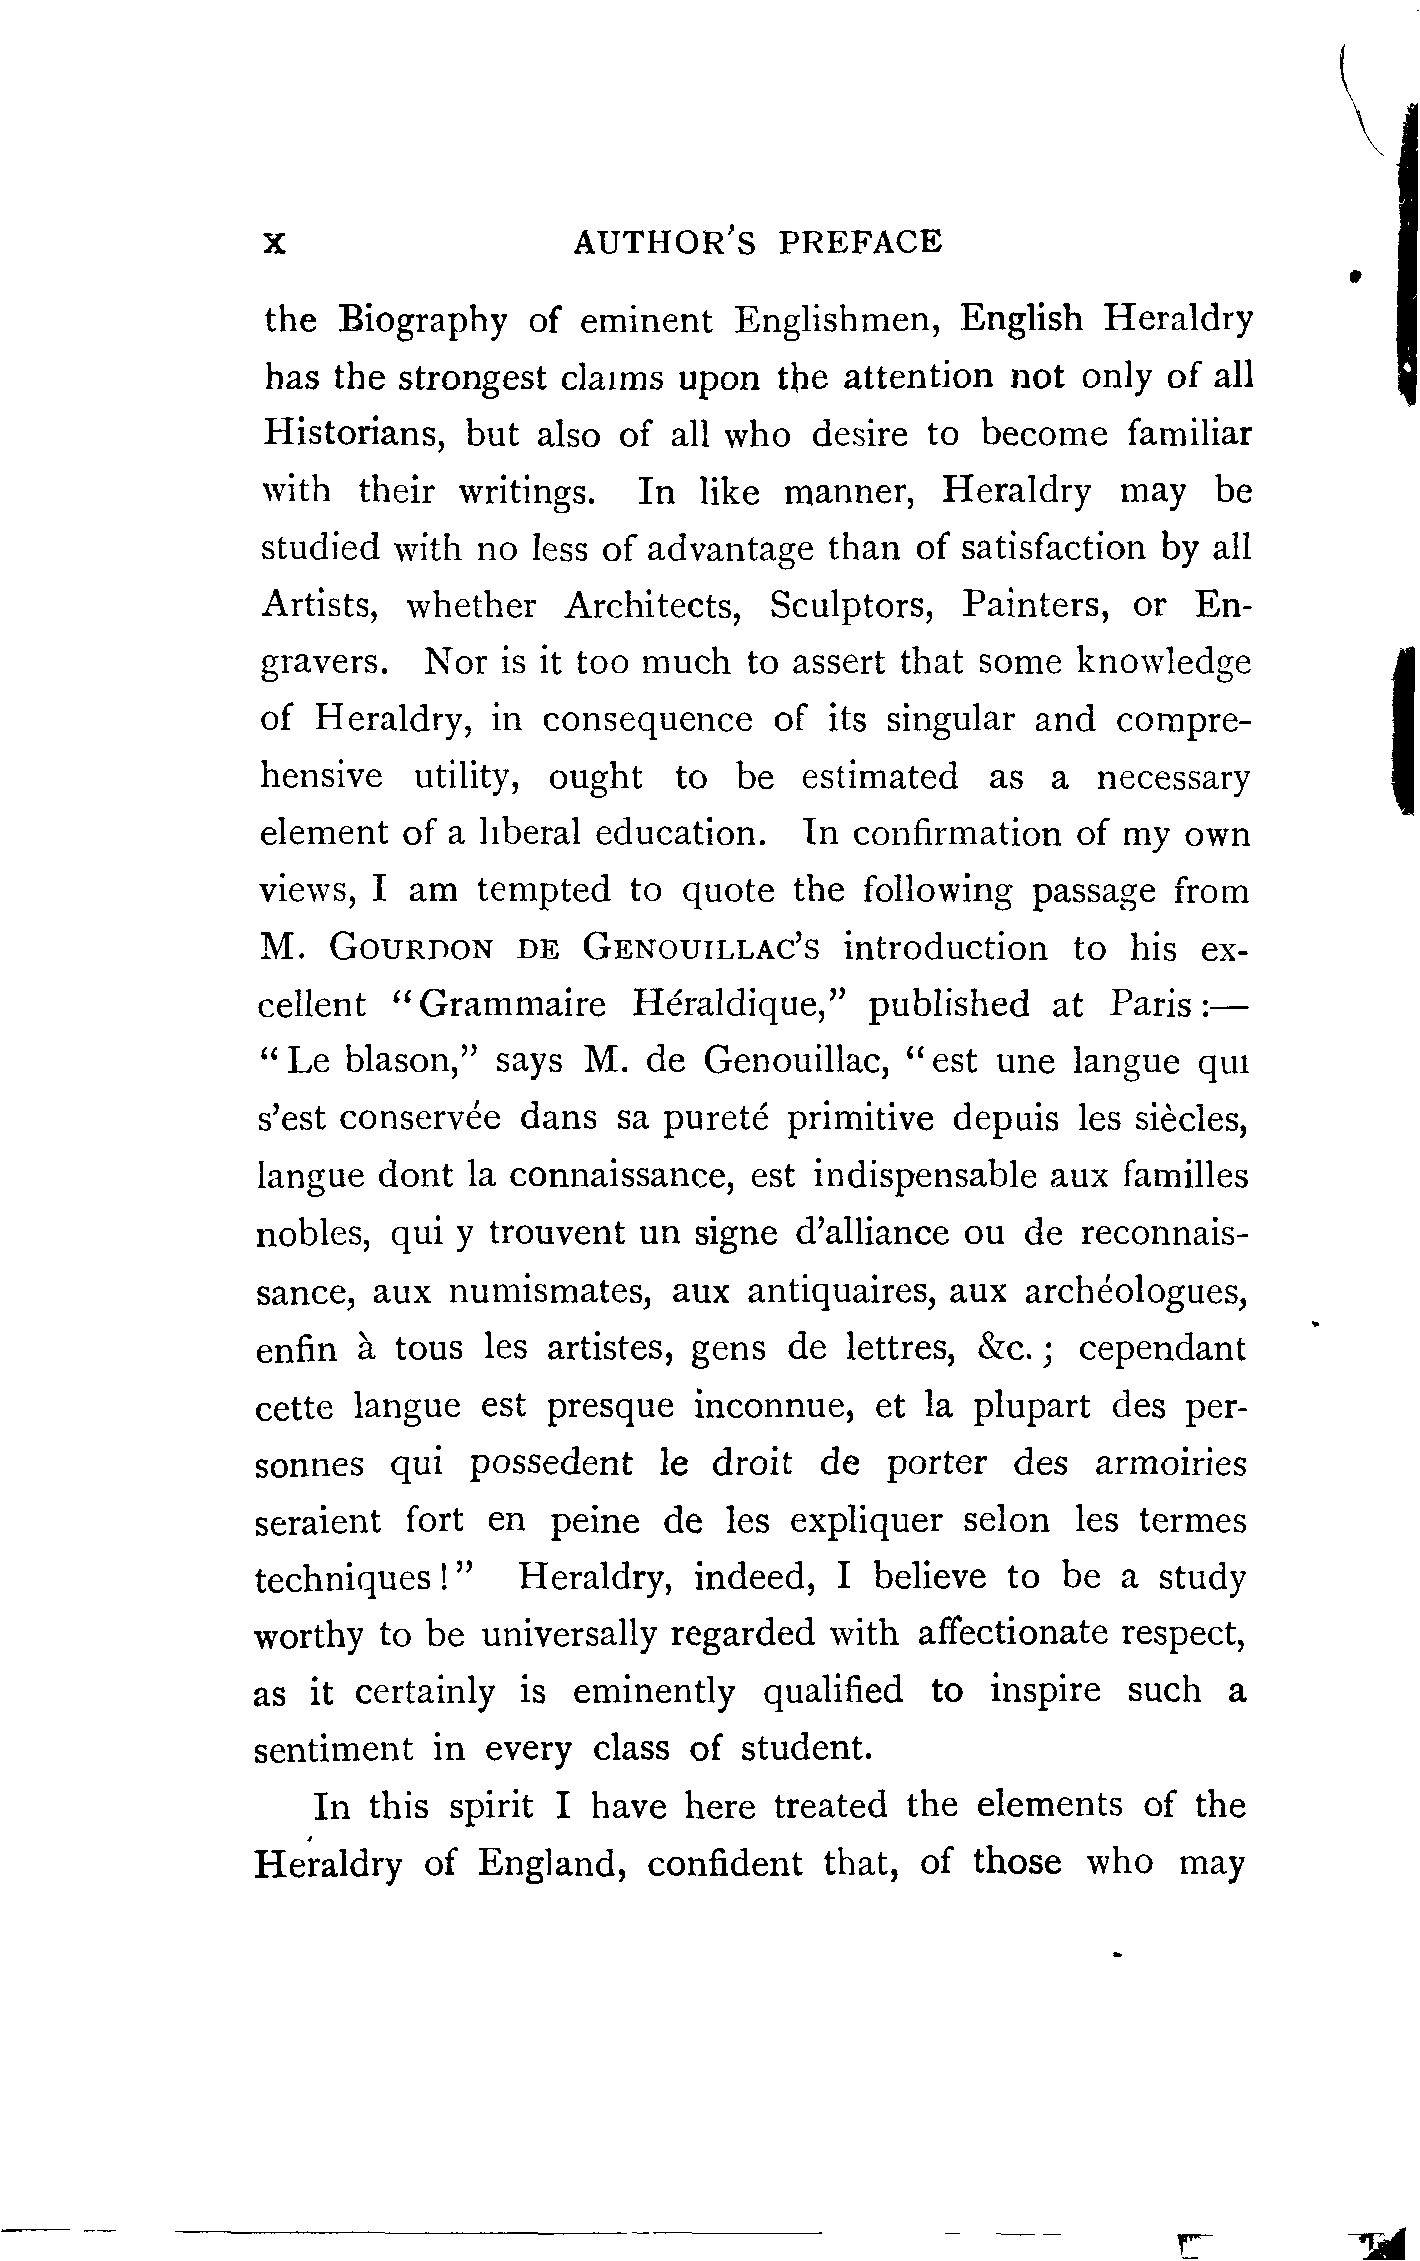 x AUTHOR'S PREFACE
the Biography of eminent Englishmen, English Heraldry
has the strongest claims upon the attention not only of all
Historians, but also of all who desire to become familiar
with their writings. In like manner, Heraldry may be
studied with no less of advantage than of satisfaction by all
Artists, whether Architects, Sculptors, Painters, or En-
gravers. Nor is it too much to assert that some knowledge
of Heraldry, in consequence of its singular and compre-
hensive utility, ought to be estimated as a necessary
element of a liberal education. In confirmation of my own
views, I am tempted to quote the following passage from
M. GOURDON DE GENOUILLAC'S introduction to his ex-
cellent "Grammaire Héraldique," published at Paris:—
"Le blason," says M. de Genouillac, "est une langue qui
s'est conservée dans sa pureté primitive depuis les siècles,
langue dont la connaissance, est indispensable aux familles
nobles, qui y trouvent un signe d'alliance ou de reconnais-
sance, aux numismates, aux antiquaires, aux archéologues,
enfin à tous les artistes, gens de lettres, &c.; cependant
cette langue est presque inconnue, et la plupart des per-
sonnes qui possedent le droit de porter des armoiries
seraient fort en peine de les expliquer selon les termes
techniques!" Heraldry, indeed, I believe to be a study
worthy to be universally regarded with affectionate respect,
as it certainly is eminently qualified to inspire such a
sentiment in every class of student.
In this spirit I have here treated the elements of the
Heraldry of England, confident that, of those who may